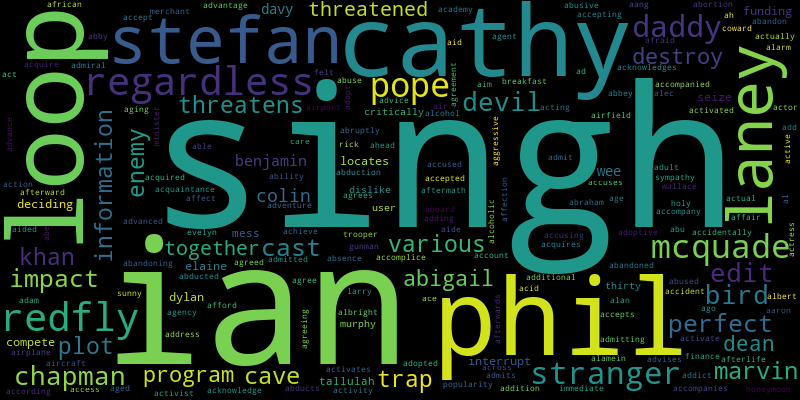 african
merchant
advantage
threatened
academy
abusive
accepting
aang
abortion
ah
funding
abby
accept
davy
stefan
cathy
daddy
coward
abandon
actually
alarm
afraid
acknowledges
acquire
admiral
aid
agent
destroy
act
loop
regardless
felt
abuse
adopt
pope
agreement
aim
breakfast
ad
accompanied
laney
threatens
airport
advice
air
alcohol
devil
acting
abbey
alec
seize
activated
actor
critically
airfield
advance
information
enemy
minister
able
care
abruptly
rick
ahead
aggressive
singh
admit
adult
add
active
aging
benjamin
locates
accused
wee
accuses
sympathy
wallace
acquired
ability
abduction
accepted
affection
action
acquaintance
dislike
aftermath
age
actual
al
afterward
affect
colin
agrees
user
alcoholic
abraham
holy
accompany
affair
deciding
adventure
aboard
adding
adoptive
abu
accidentally
aided
abe
advanced
evelyn
achieve
trooper
aide
accusing
actress
mess
gunman
khan
together
cast
various
acquires
mcquade
abandoning
elaine
absence
accomplice
account
abducted
agreed
admitted
impact
ian
abigail
additional
abandoned
edit
sunny
agree
phil
acid
thirty
abused
adam
dylan
larry
ace
alan
accident
bird
albert
redfly
afford
albright
afterwards
accepts
ago
aaron
agency
agreeing
murphy
perfect
compete
address
admitting
activate
airplane
plot
interrupt
alamein
finance
dean
aircraft
adopted
across
advises
afterlife
chapman
program
cave
activates
trap
admits
stranger
addict
marvin
according
access
aged
activist
acknowledge
abducts
tallulah
activity
popularity
addition
immediate
accompanies
honeymoon